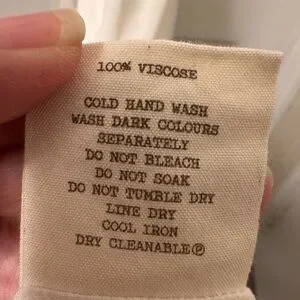 100% VISCOSE
COLD HAND WASH
WASH DARK COLOURS
SEPARATELY
DO NOT BLEACH
DO NOT SOAK
DO NOT TUMBLE DRY
LINE DRY
COOL IRON
DRY CLEANABLEⓅ